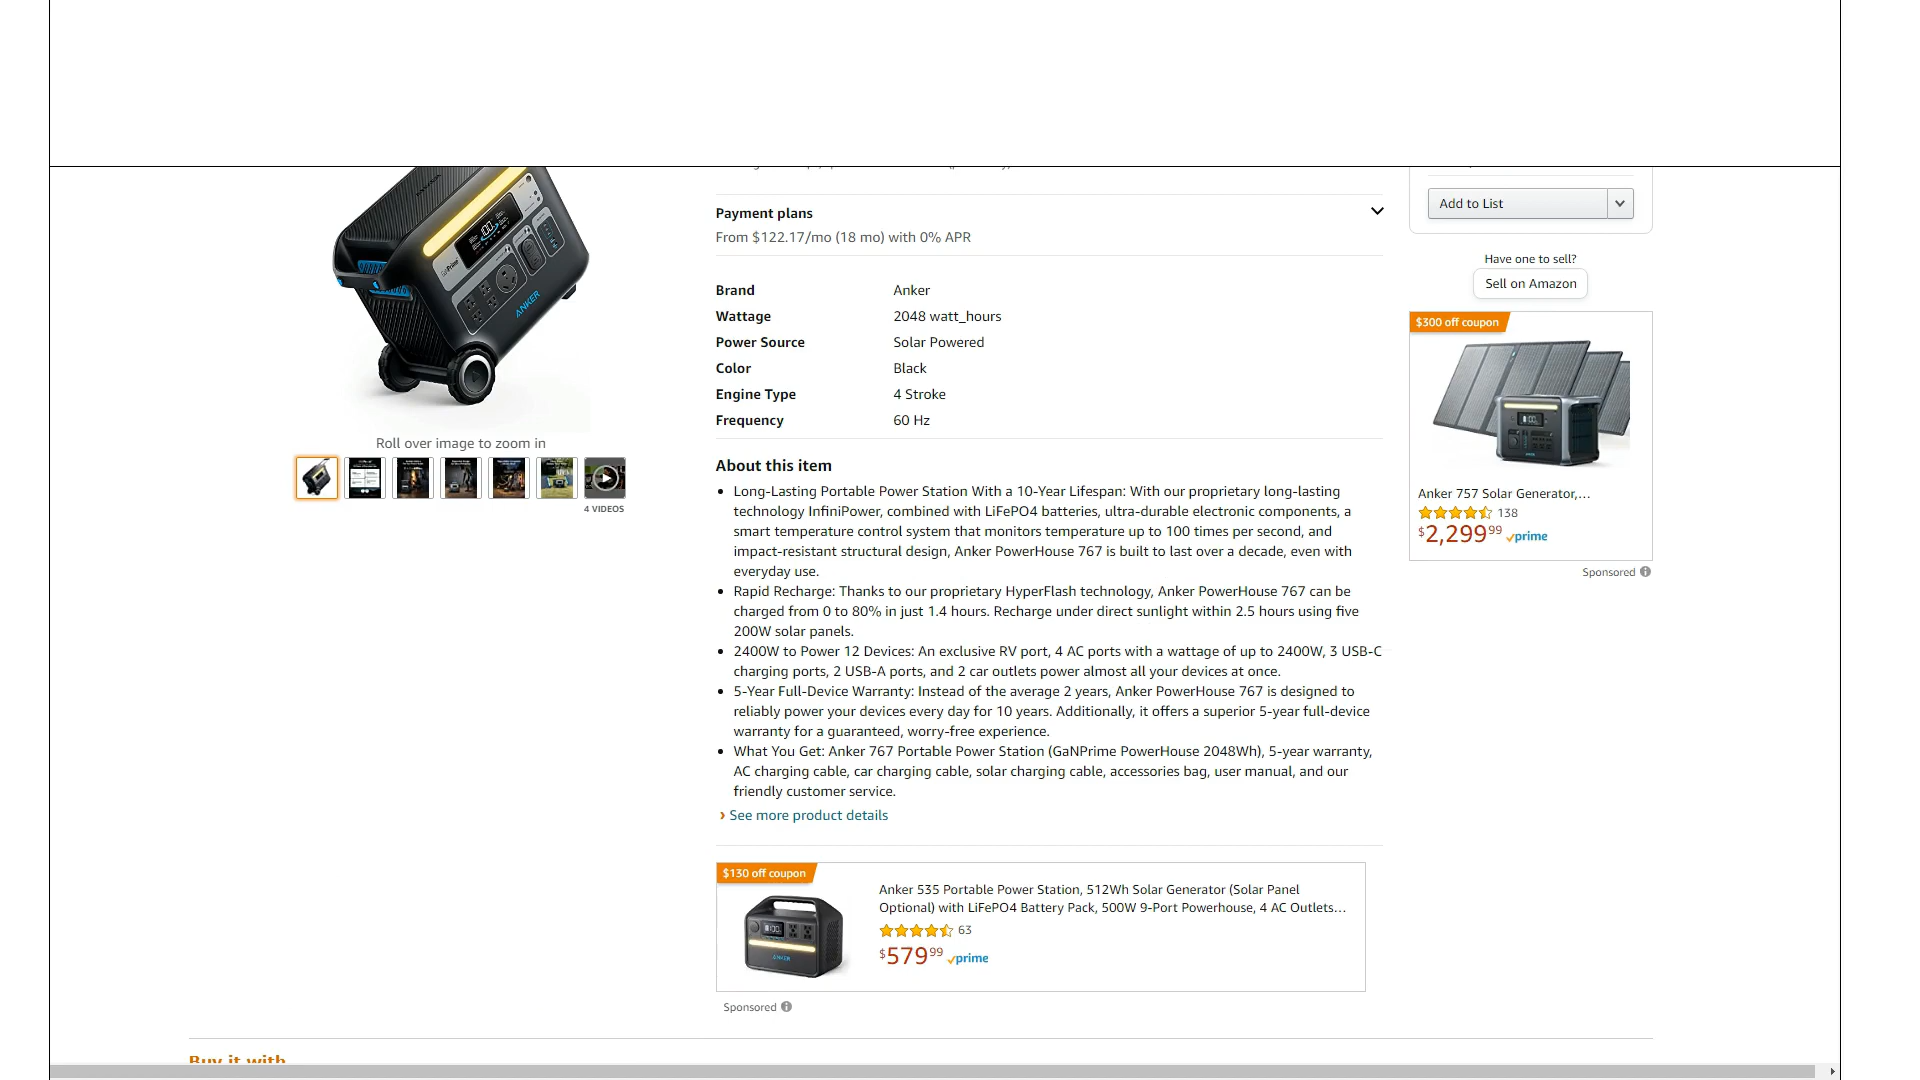 ANKER
Roll over image to zoom in
4 VIDEOS
Payment plans
From $122.17/mo (18 mo) with 0% APR
Brand Anker
Wattage 2048 watt_hours
Power Source Solar Powered
Color Black
Engine Type 4 Stroke
Frequency 60 Hz
About this item
• Long-Lasting Portable Power Station With a 10-Year Lifespan: With our proprietary long-lasting
technology InfiniPower, combined with LiFePO4 batteries, ultra-durable electronic components, a
smart temperature control system that monitors temperature up to 100 times per second, and
impact-resistant structural design, Anker PowerHouse 767 is built to last over a decade, even with
everyday use.
• Rapid Recharge: Thanks to our proprietary HyperFlash technology, Anker PowerHouse 767 can be
charged from 0 to 80% in just 1.4 hours. Recharge under direct sunlight within 2.5 hours using five
200W solar panels.
• 2400W to Power 12 Devices: An exclusive RV port, 4 AC ports with a wattage of up to 2400W, 3 USB-C
charging ports, 2 USB-A ports, and 2 car outlets power almost all your devices at once.
• 5-Year Full-Device Warranty: Instead of the average 2 years, Anker PowerHouse 767 is designed to
reliably power your devices every day for 10 years. Additionally, it offers a superior 5-year full-device
warranty for a guaranteed, worry-free experience.
• What You Get: Anker 767 Portable Power Station (GaNPrime PowerHouse 2048Wh), 5-year warranty,
AC charging cable, car charging cable, solar charging cable, accessories bag, user manual, and our
friendly customer service.
› See more product details
$130 off coupon
Anker 535 Portable Power Station, 512Wh Solar Generator (Solar Panel
Optional) with LiFePO4 Battery Pack, 500W 9-Port Powerhouse, 4 AC Outlets...
63
$579.99 prime
ANKER
Sponsored
Add to List
Have one to sell?
Sell on Amazon
$300 off coupon
Anker 757 Solar Generator,...
138
$2,299.99 prime
Sponsored
Buy it with